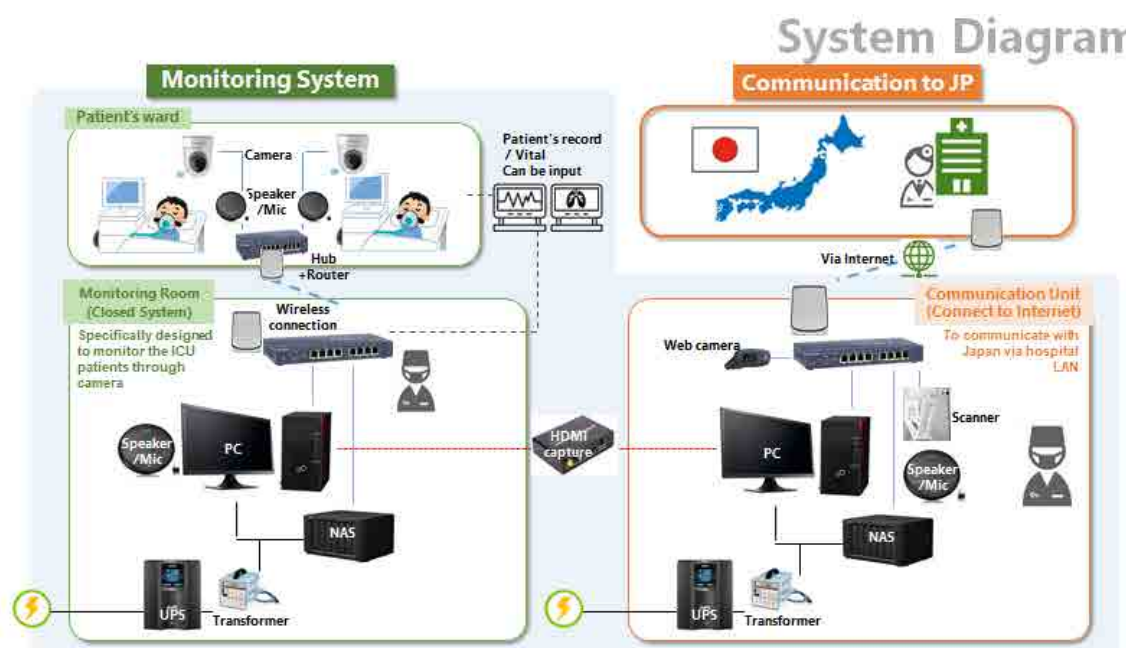 System Diagram
Monitoring System
Communication to JP
Patient's ward
Camera
Speaker
/Mic
Hub
+Router
Patient's record
/ Vital
Can be input
Via Internet
Monitoring Room
(Closed System)
Specifically designed
to monitor the ICU
patients through
camera
Wireless
connection
Speaker
/Mic
PC
NAS
UPS
Transformer
HDMI
capture
Communication Unit
(Connect to Internet)
To communicate with
Japan via hospital
LAN
Web camera
Scanner
PC
Speaker
/Mic
NAS
UPS
Transformer